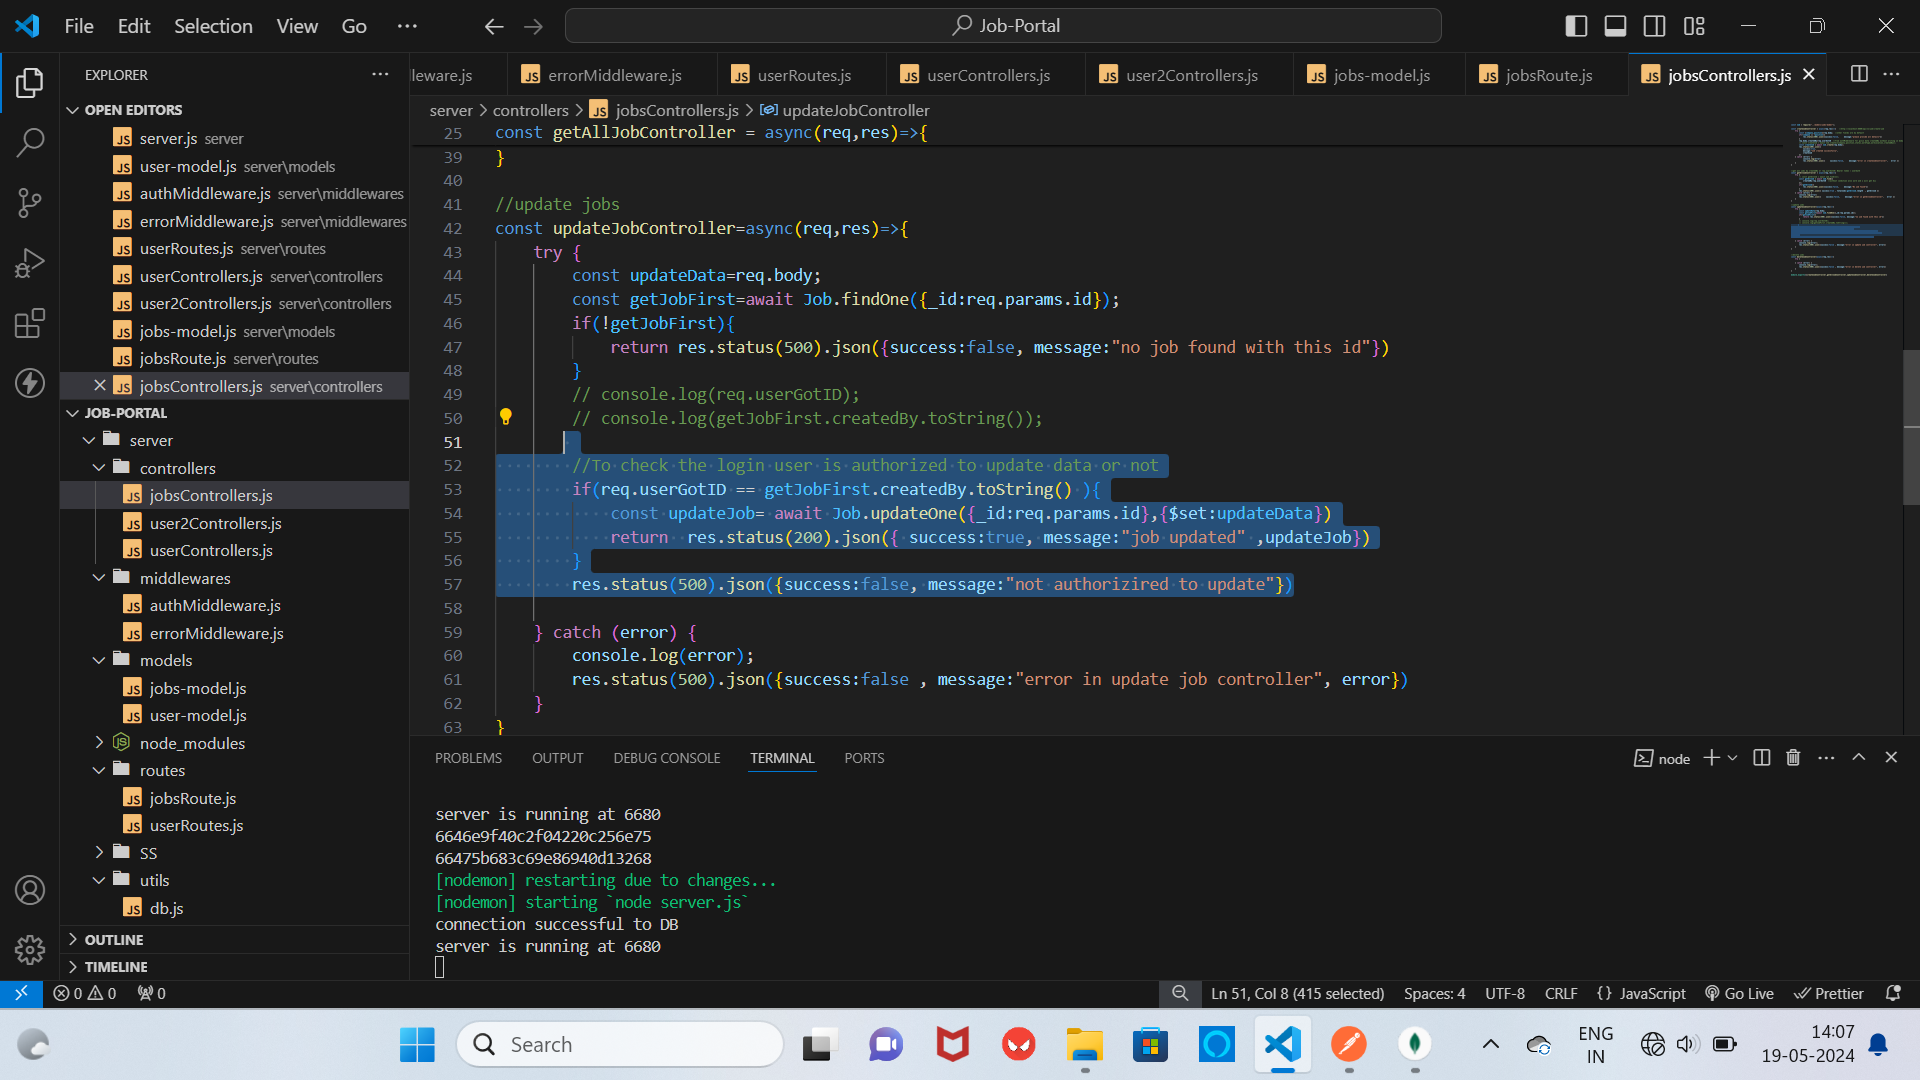 File Edit Selection View Go ···
Job-Portal
EXPLORER
leware.js errorMiddleware.js userRoutes.js userControllers.js user2Controllers.js jobs-model.js jobsRoute.js jobsControllers.js
server > controllers > jobsControllers.js > updateJobController
OPEN EDITORS
server.js server
user-model.js server\models
authMiddleware.js server\middlewares
errorMiddleware.js server\middlewares
userRoutes.js server\routes
userControllers.js server\controllers
user2Controllers.js server\controllers
jobs-model.js server\models
jobsRoute.js server\routes
jobsControllers.js server\controllers
JOB-PORTAL
server
controllers
jobsControllers.js
user2Controllers.js
userControllers.js
middlewares
authMiddleware.js
errorMiddleware.js
models
jobs-model.js
user-model.js
node_modules
routes
jobsRoute.js
userRoutes.js
SS
utils
db.js
OUTLINE
TIMELINE
25 const getAllJobController = async(req,res)=>{
39 }
40
41 //update jobs
42 const updateJobController=async(req,res)=>{
43 try {
44 const updateData=req.body;
45 const getJobFirst=await Job.findOne({_id:req.params.id});
46 if(!getJobFirst){
47 return res.status(500).json({success:false, message:"no job found with this id"})
48 }
49 // console.log(req.userGotID);
50 // console.log(getJobFirst.createdBy.toString());
51
52 //To check the login user is authorized to update data or not
53 if(req.userGotID == getJobFirst.createdBy.toString() ){
54 const updateJob= await Job.updateOne({_id:req.params.id},{$set:updateData})
55 return  res.status(200).json({ success:true, message:"job updated" ,updateJob})
56 }
57 res.status(500).json({success:false, message:"not authorizired to update"})
58
59 } catch (error) {
60 console.log(error);
61 res.status(500).json({success:false , message:"error in update job controller", error})
62 }
63 }
PROBLEMS OUTPUT DEBUG CONSOLE TERMINAL PORTS
node
server is running at 6680
6646e9f40c2f04220c256e75
66475b683c69e86940d13268
[nodemon] restarting due to changes...
[nodemon] starting `node server.js`
connection successful to DB
server is running at 6680
0 0 0
Ln 51, Col 8 (415 selected) Spaces: 4 UTF-8 CRLF {} JavaScript Go Live Prettier
Search
ENG
IN
14:07
19-05-2024